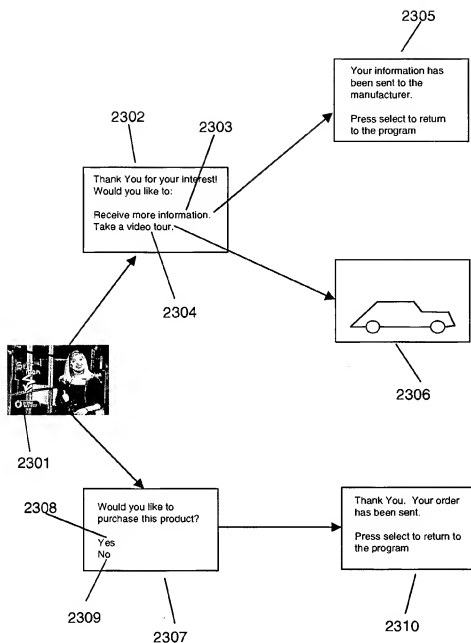 2305
Your information has
been sent to the
manufacturer.
Press select to return
to the program
2302
2303
Thank You for your interest!
Would you like to:
Receive more information.
Take a video tour.
2304
2306
2301
2308
Would you like to
purchase this product?
Yes
No
2309
2307
Thank You. Your order
has been sent.
Press select to return to
the program
2310